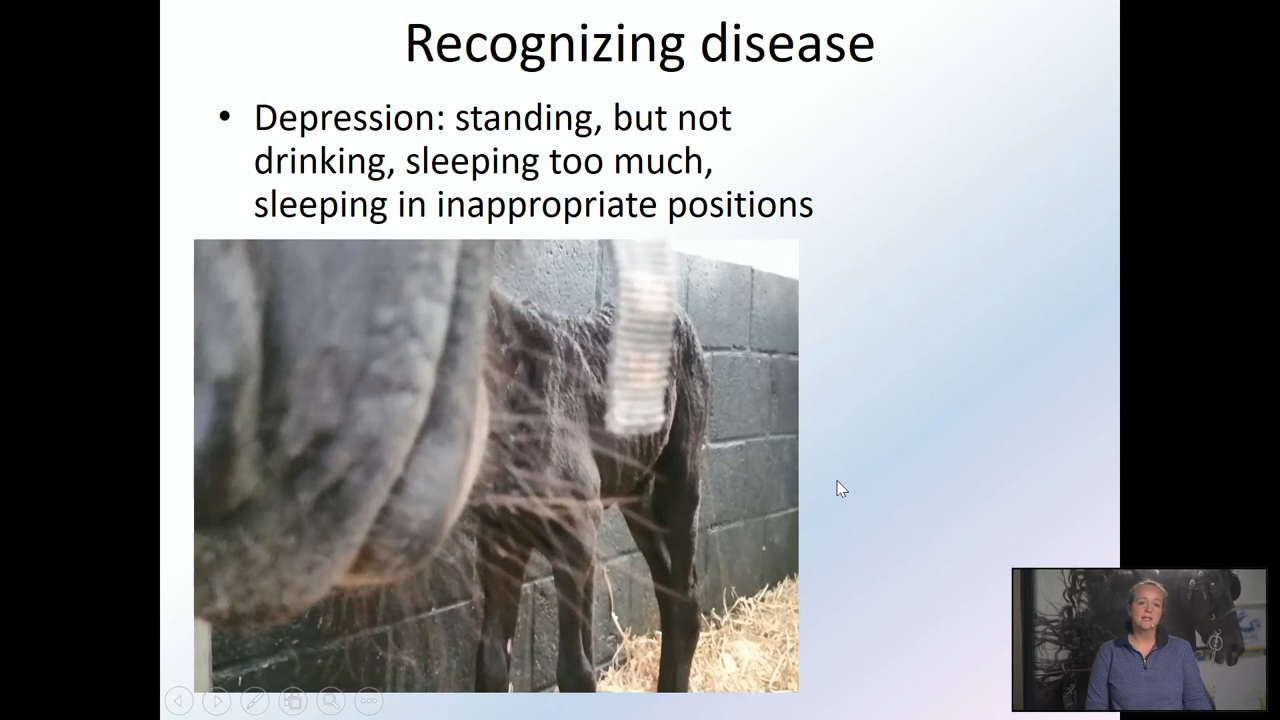 Recognizing disease
• Depression: standing, but not
drinking, sleeping too much,
sleeping in inappropriate positions